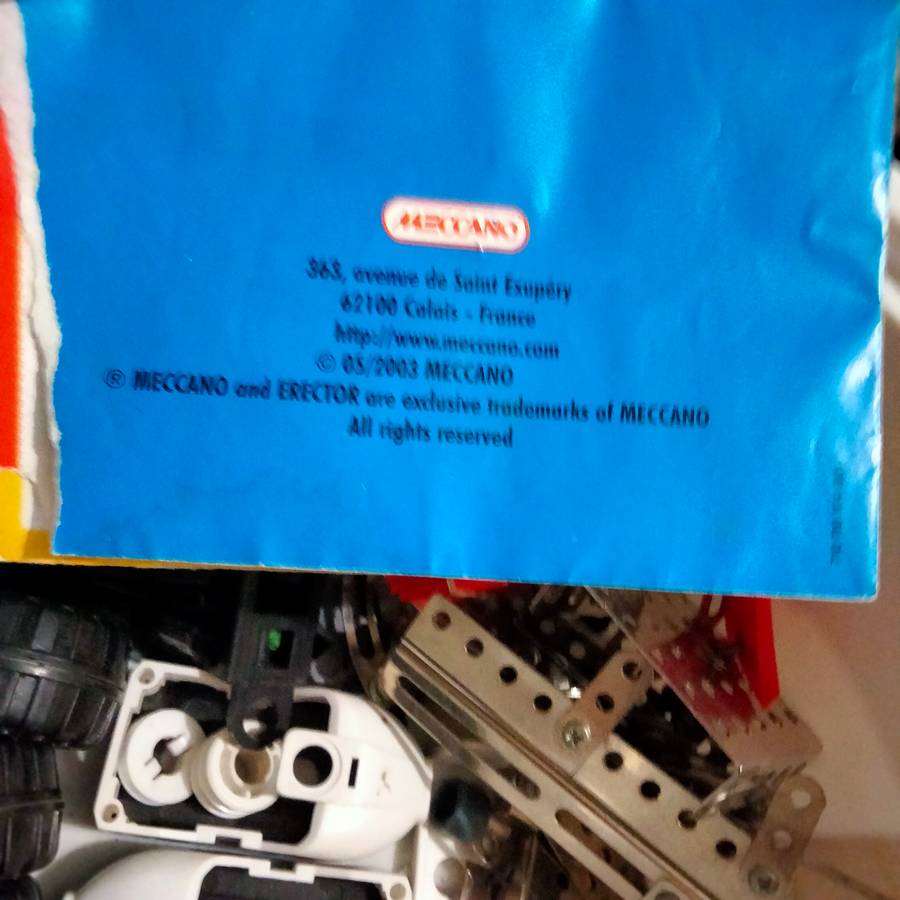 MECCANO
363, avenue de Saint Exupéry
62100 Calais - France
http://www.meccano.com
© 05/2003 MECCANO
® MECCANO and ERECTOR are exclusive trademarks of MECCANO
All rights reserved